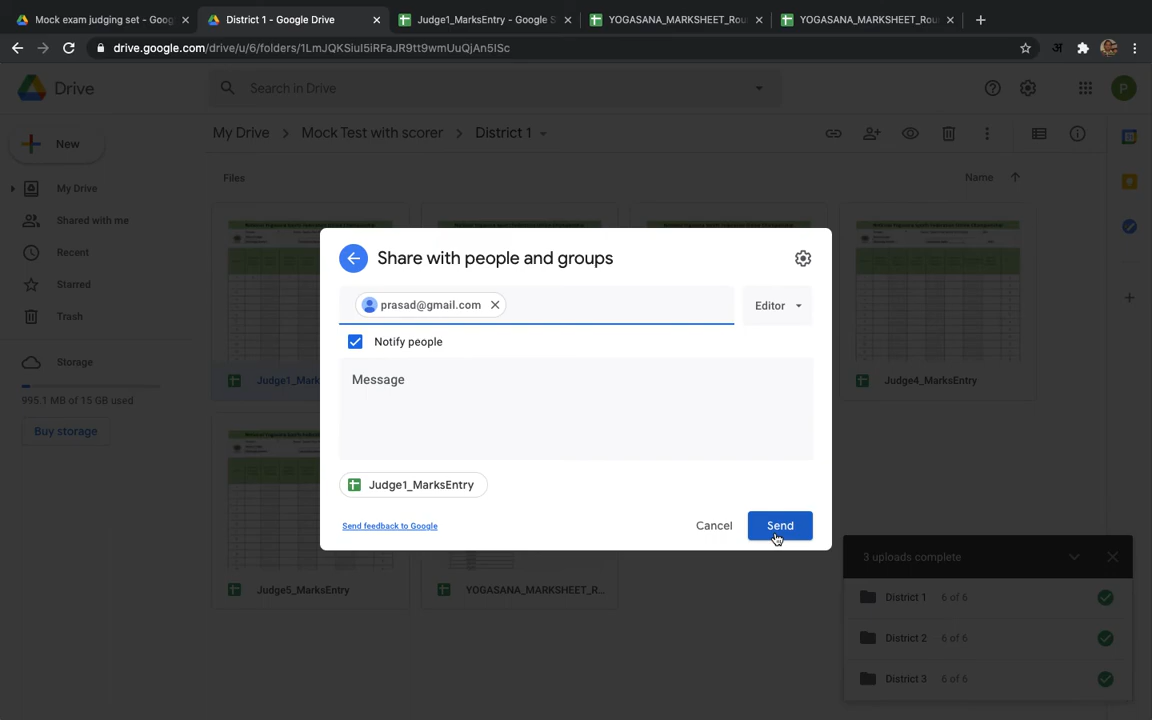 Mock exam judging set - Goog
District 1 - Google Drive
Judge1_MarksEntry - Google S
YOGASANA_MARKSHEET_Rou
YOGASANA_MARKSHEET_Rou
drive.google.com/drive/u/6/folders/1LmJQKSiuI5iRFaJR9tt9wmUuQjAn5ISc
अ
Drive
Search in Drive
P
New
My Drive > Mock Test with scorer > District 1
My Drive
Shared with me
Recent
Starred
Trash
Storage
995.1 MB of 15 GB used
Buy storage
Files
Name
Share with people and groups
prasad@gmail.com
Editor
Notify people
Message
Judge1_MarksEntry
Send feedback to Google
Cancel
Send
Judge1_Mark
Judge4_MarksEntry
Judge5_MarksEntry
YOGASANA_MARKSHEET_R...
3 uploads complete
District 1 6 of 6
District 2 6 of 6
District 3 6 of 6